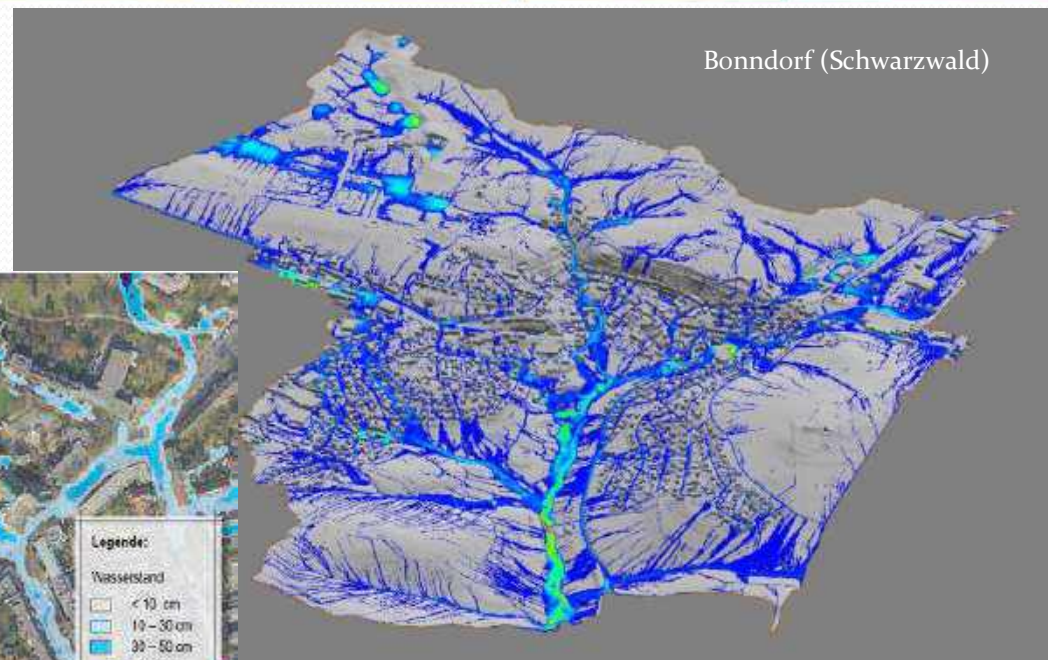 Bonndorf (Schwarzwald)
Legende:
Wasserstand
< 10 cm
10 – 30 cm
30 – 50 cm